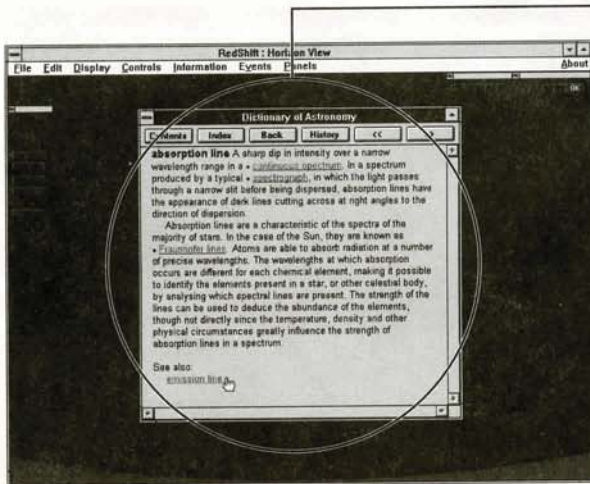 RedShift : Horizon View
File Edit Display Controls Information Events Panels About
Dictionary of Astronomy
Contents Index Back History << >
absorption line A sharp dip in intensity over a narrow
wavelength range in a • continuous spectrum. In a spectrum
produced by a typical • spectrograph, in which the light passes
through a narrow slit before being dispersed, absorption lines have
the appearance of dark lines cutting across at right angles to the
direction of dispersion.
Absorption lines are a characteristic of the spectra of the
majority of stars. In the case of the Sun, they are known as
• Fraunhofer lines. Atoms are able to absorb radiation at a number
of precise wavelengths. The wavelengths at which absorption
occurs are different for each chemical element, making it possible
to identify the elements present in a star, or other celestial body,
by analysing which spectral lines are present. The strength of the
lines can be used to deduce the abundance of the elements,
though not directly since the temperature, density and other
physical circumstances greatly influence the strength of
absorption lines in a spectrum.
See also:
emission line